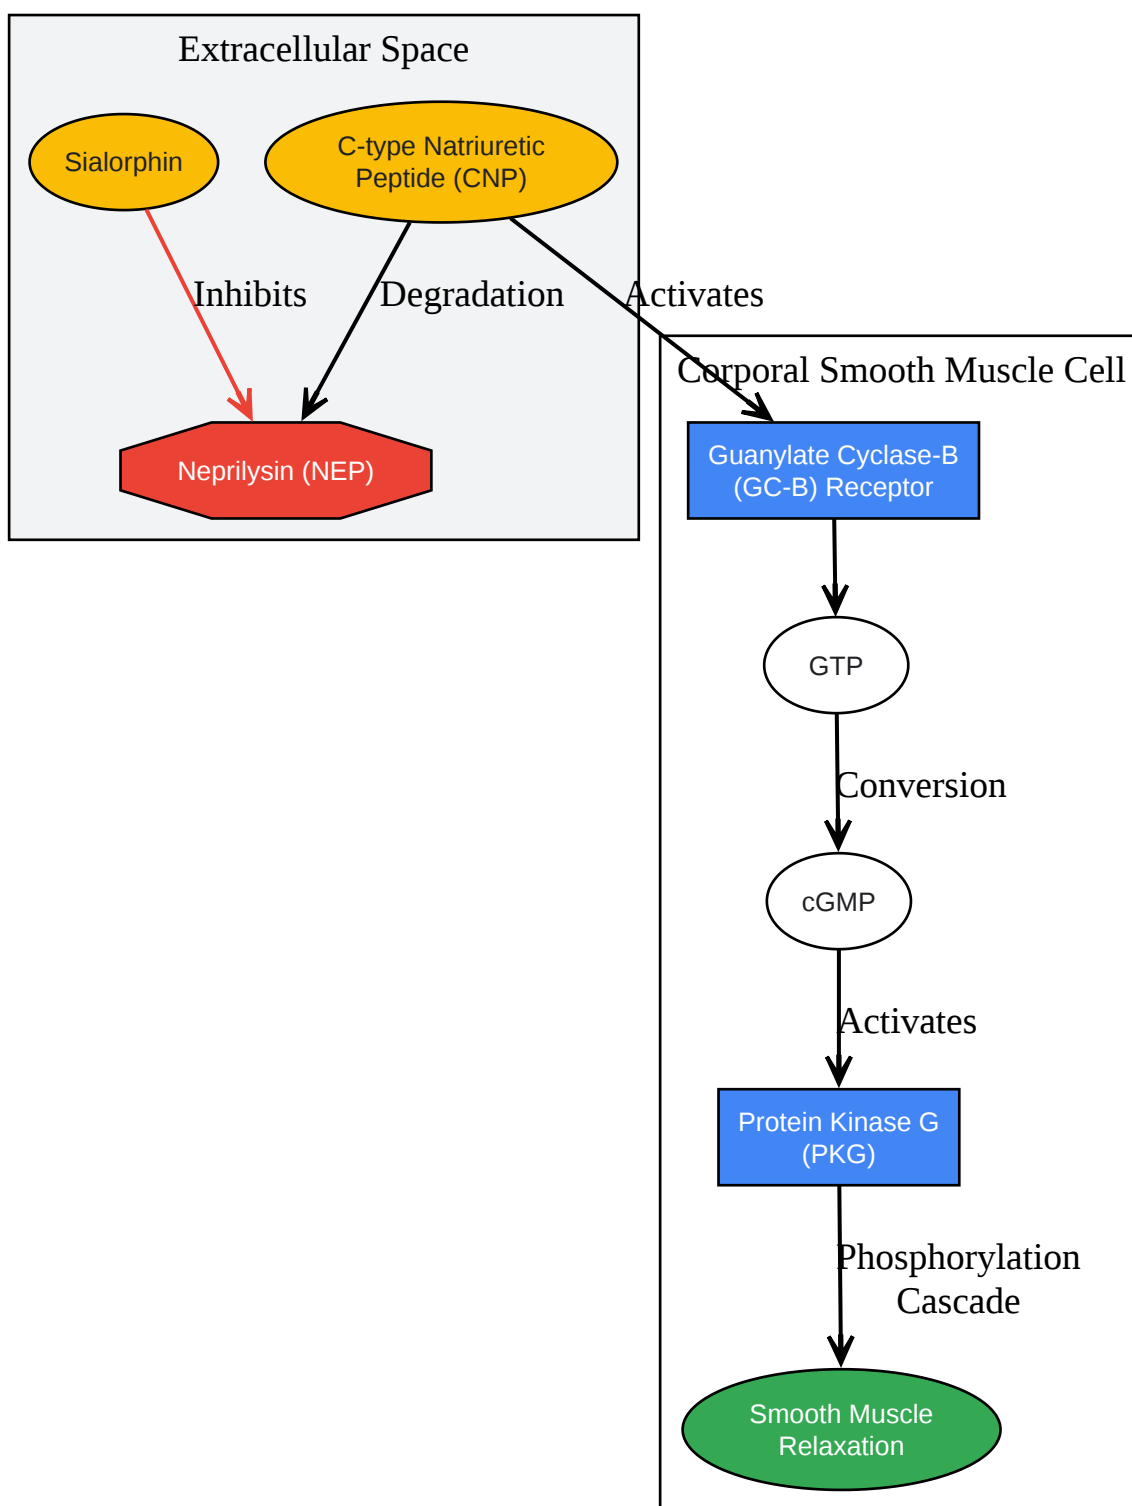 Extracellular Space
Sialorphin
C-type Natriuretic
Peptide (CNP)
Inhibits
Degradation
Activates
Neprilysin (NEP)
Corporal Smooth Muscle Cell
Guanylate Cyclase-B
(GC-B) Receptor
GTP
Conversion
cGMP
Activates
Protein Kinase G
(PKG)
Phosphorylation
Cascade
Smooth Muscle
Relaxation